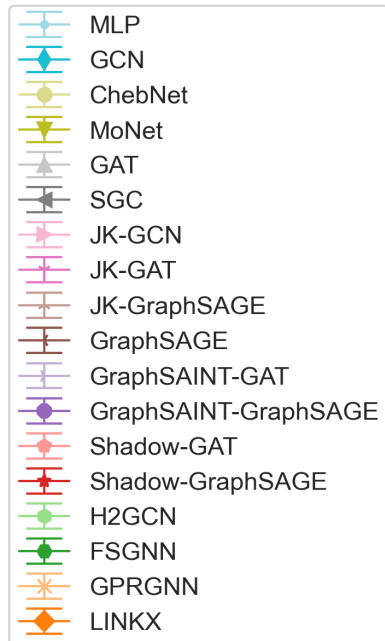 MLP
GCN
ChebNet
MoNet
GAT
SGC
JK-GCN
JK-GAT
JK-GraphSAGE
GraphSAGE
GraphSAINT-GAT
GraphSAINT-GraphSAGE
Shadow-GAT
Shadow-GraphSAGE
H2GCN
FSGNN
GPRGNN
LINKX